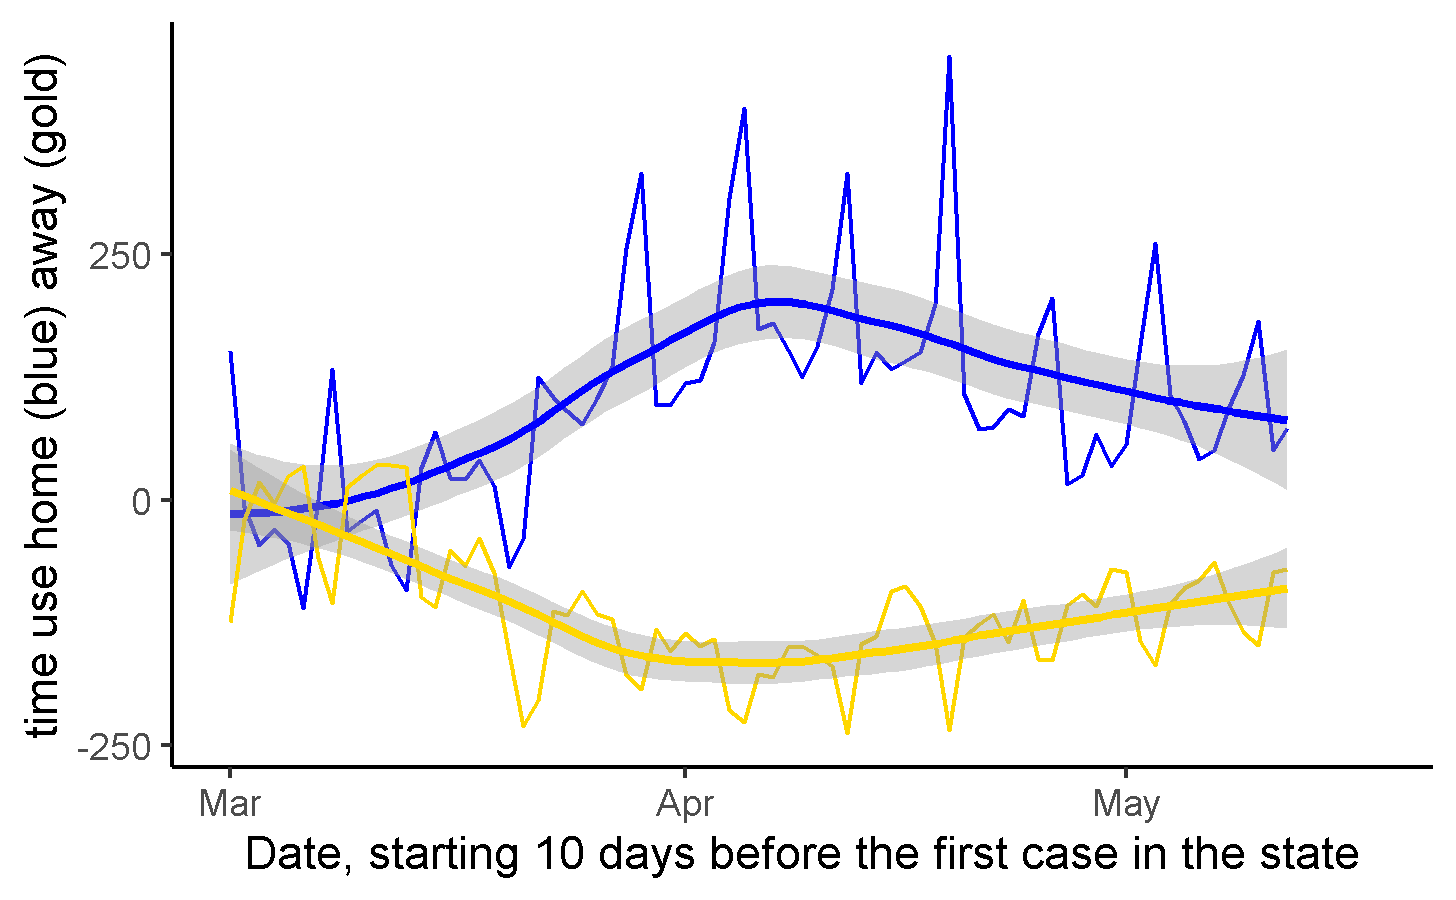 time use home (blue) away (gold)
250
0
-250
Mar
Apr
May
Date, starting 10 days before the first case in the state